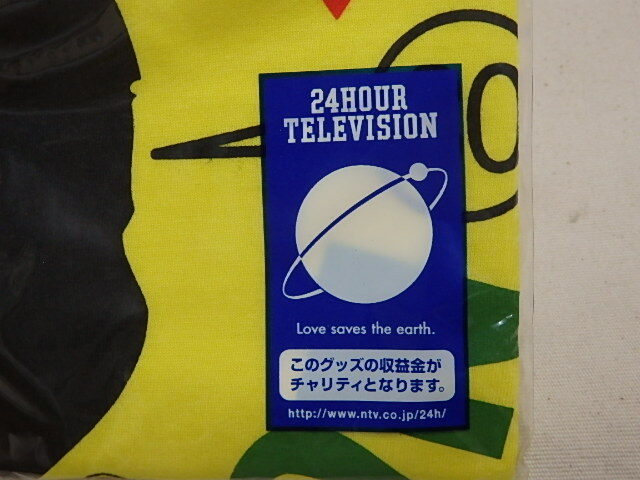 24HOUR
TELEVISION
Love saves the earth.
このグッズの収益金が
チャリティとなります。
http://www.ntv.co.jp/24h/